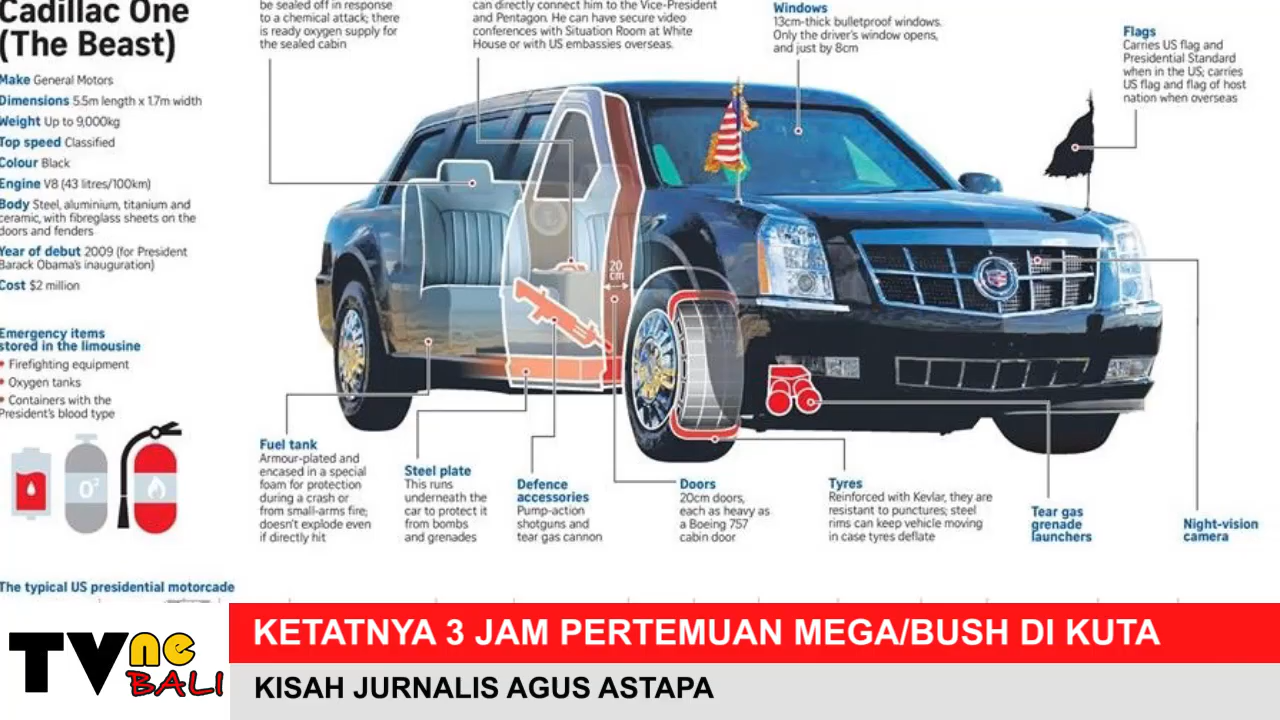 Cadillac One
(The Beast)
Make General Motors
Dimensions 5.5m length x 1.7m width
Weight Up to 9,000kg
Top speed Classified
Colour Black
Engine V8 (43 litres/100km)
Body Steel, aluminium, titanium and
ceramic, with fibreglass sheets on the
doors and fenders
Year of debut 2009 (for President
Barack Obama's inauguration)
Cost $2 million
Emergency items
stored in the limousine
• Firefighting equipment
• Oxygen tanks
• Containers with the
President's blood type
O²
be sealed off in response
to a chemical attack; there
is ready oxygen supply for
the sealed cabin
can directly connect him to the Vice-President
and Pentagon. He can have secure video
conferences with Situation Room at White
House or with US embassies overseas.
Windows
13cm-thick bulletproof windows.
Only the driver's window opens,
and just by 8cm
Flags
Carries US flag and
Presidential Standard
when in the US; carries
US flag and flag of host
nation when overseas
20
cm
Fuel tank
Armour-plated and
encased in a special
foam for protection
during a crash or
from small-arms fire;
doesn't explode even
if directly hit
Steel plate
This runs
underneath the
car to protect it
from bombs
and grenades
Defence
accessories
Pump-action
shotguns and
tear gas cannon
Doors
20cm doors,
each as heavy as
a Boeing 757
cabin door
Tyres
Reinforced with Kevlar, they are
resistant to punctures; steel
rims can keep vehicle moving
in case tyres deflate
Tear gas
grenade
launchers
Night-vision
camera
The typical US presidential motorcade
TVne
BALI
KETATNYA 3 JAM PERTEMUAN MEGA/BUSH DI KUTA
KISAH JURNALIS AGUS ASTAPA